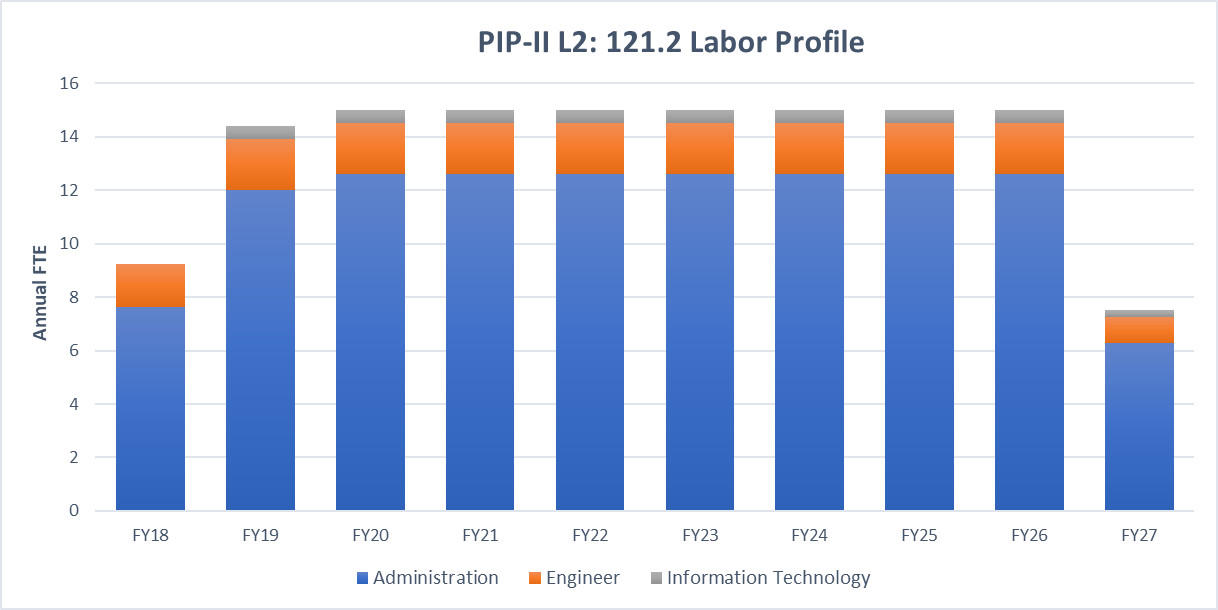 PIP-II L2: 121.2 Labor Profile
Annual FTE
16
14
12
10
8
6
4
2
0
FY18 FY19 FY20 FY21 FY22 FY23 FY24 FY25 FY26 FY27
Administration Engineer Information Technology